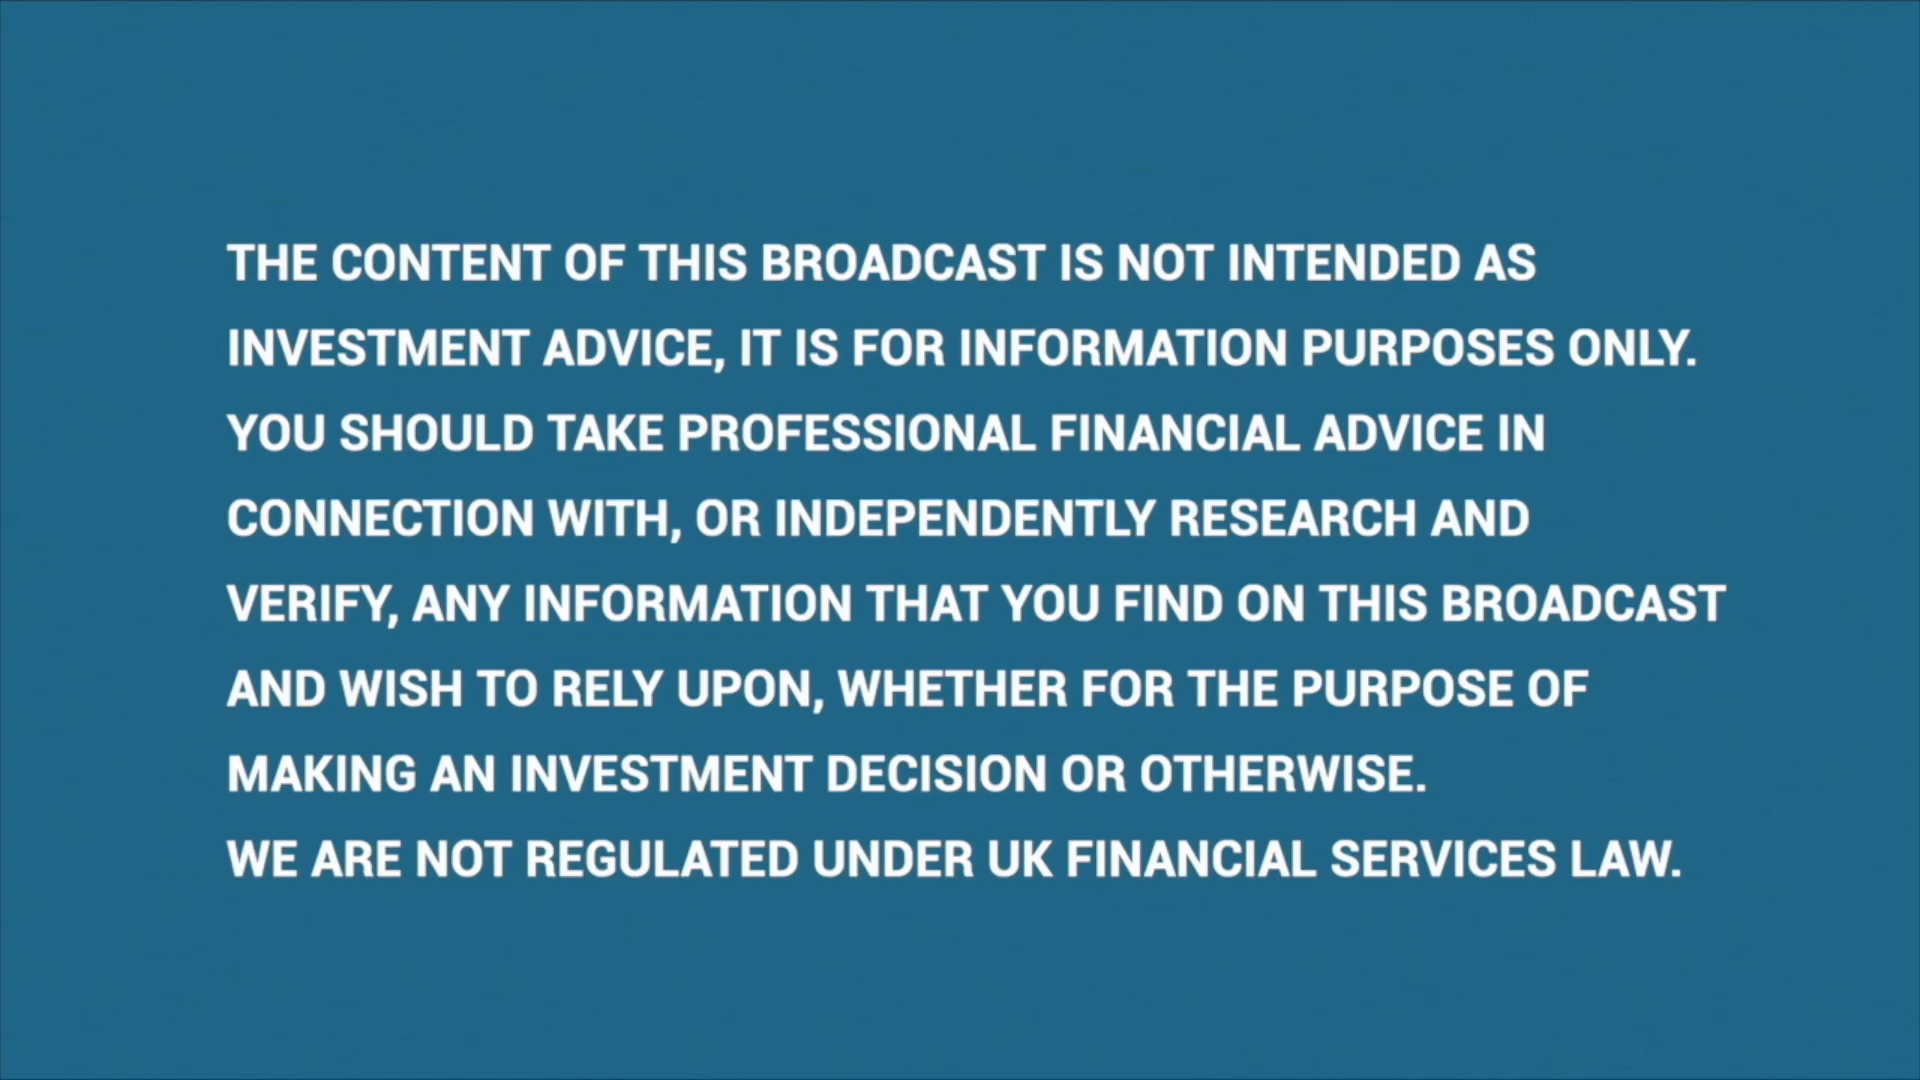 THE CONTENT OF THIS BROADCAST IS NOT INTENDED AS
INVESTMENT ADVICE, IT IS FOR INFORMATION PURPOSES ONLY.
YOU SHOULD TAKE PROFESSIONAL FINANCIAL ADVICE IN
CONNECTION WITH, OR INDEPENDENTLY RESEARCH AND
VERIFY, ANY INFORMATION THAT YOU FIND ON THIS BROADCAST
AND WISH TO RELY UPON, WHETHER FOR THE PURPOSE OF
MAKING AN INVESTMENT DECISION OR OTHERWISE.
WE ARE NOT REGULATED UNDER UK FINANCIAL SERVICES LAW.